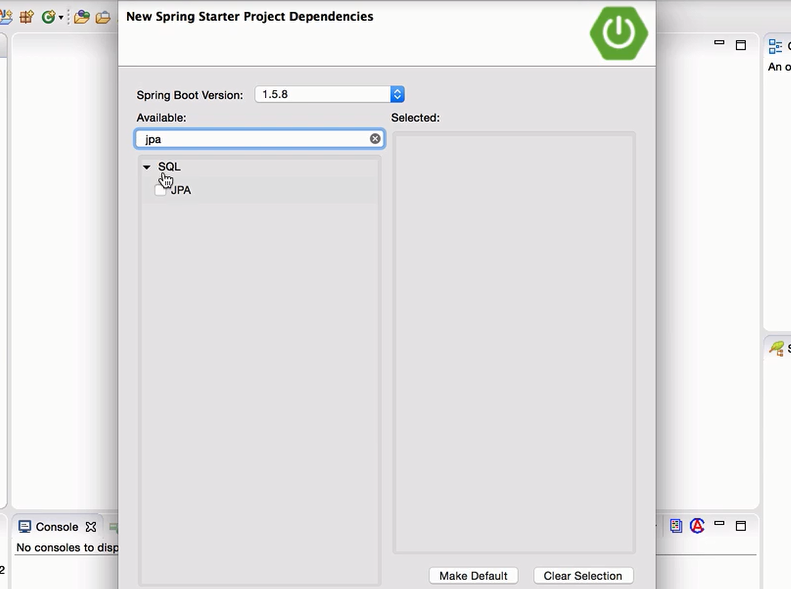 New Spring Starter Project Dependencies
Spring Boot Version: 1.5.8
Available: Selected:
jpa
SQL
JPA
An o
Console
No consoles to disp
Make Default Clear Selection